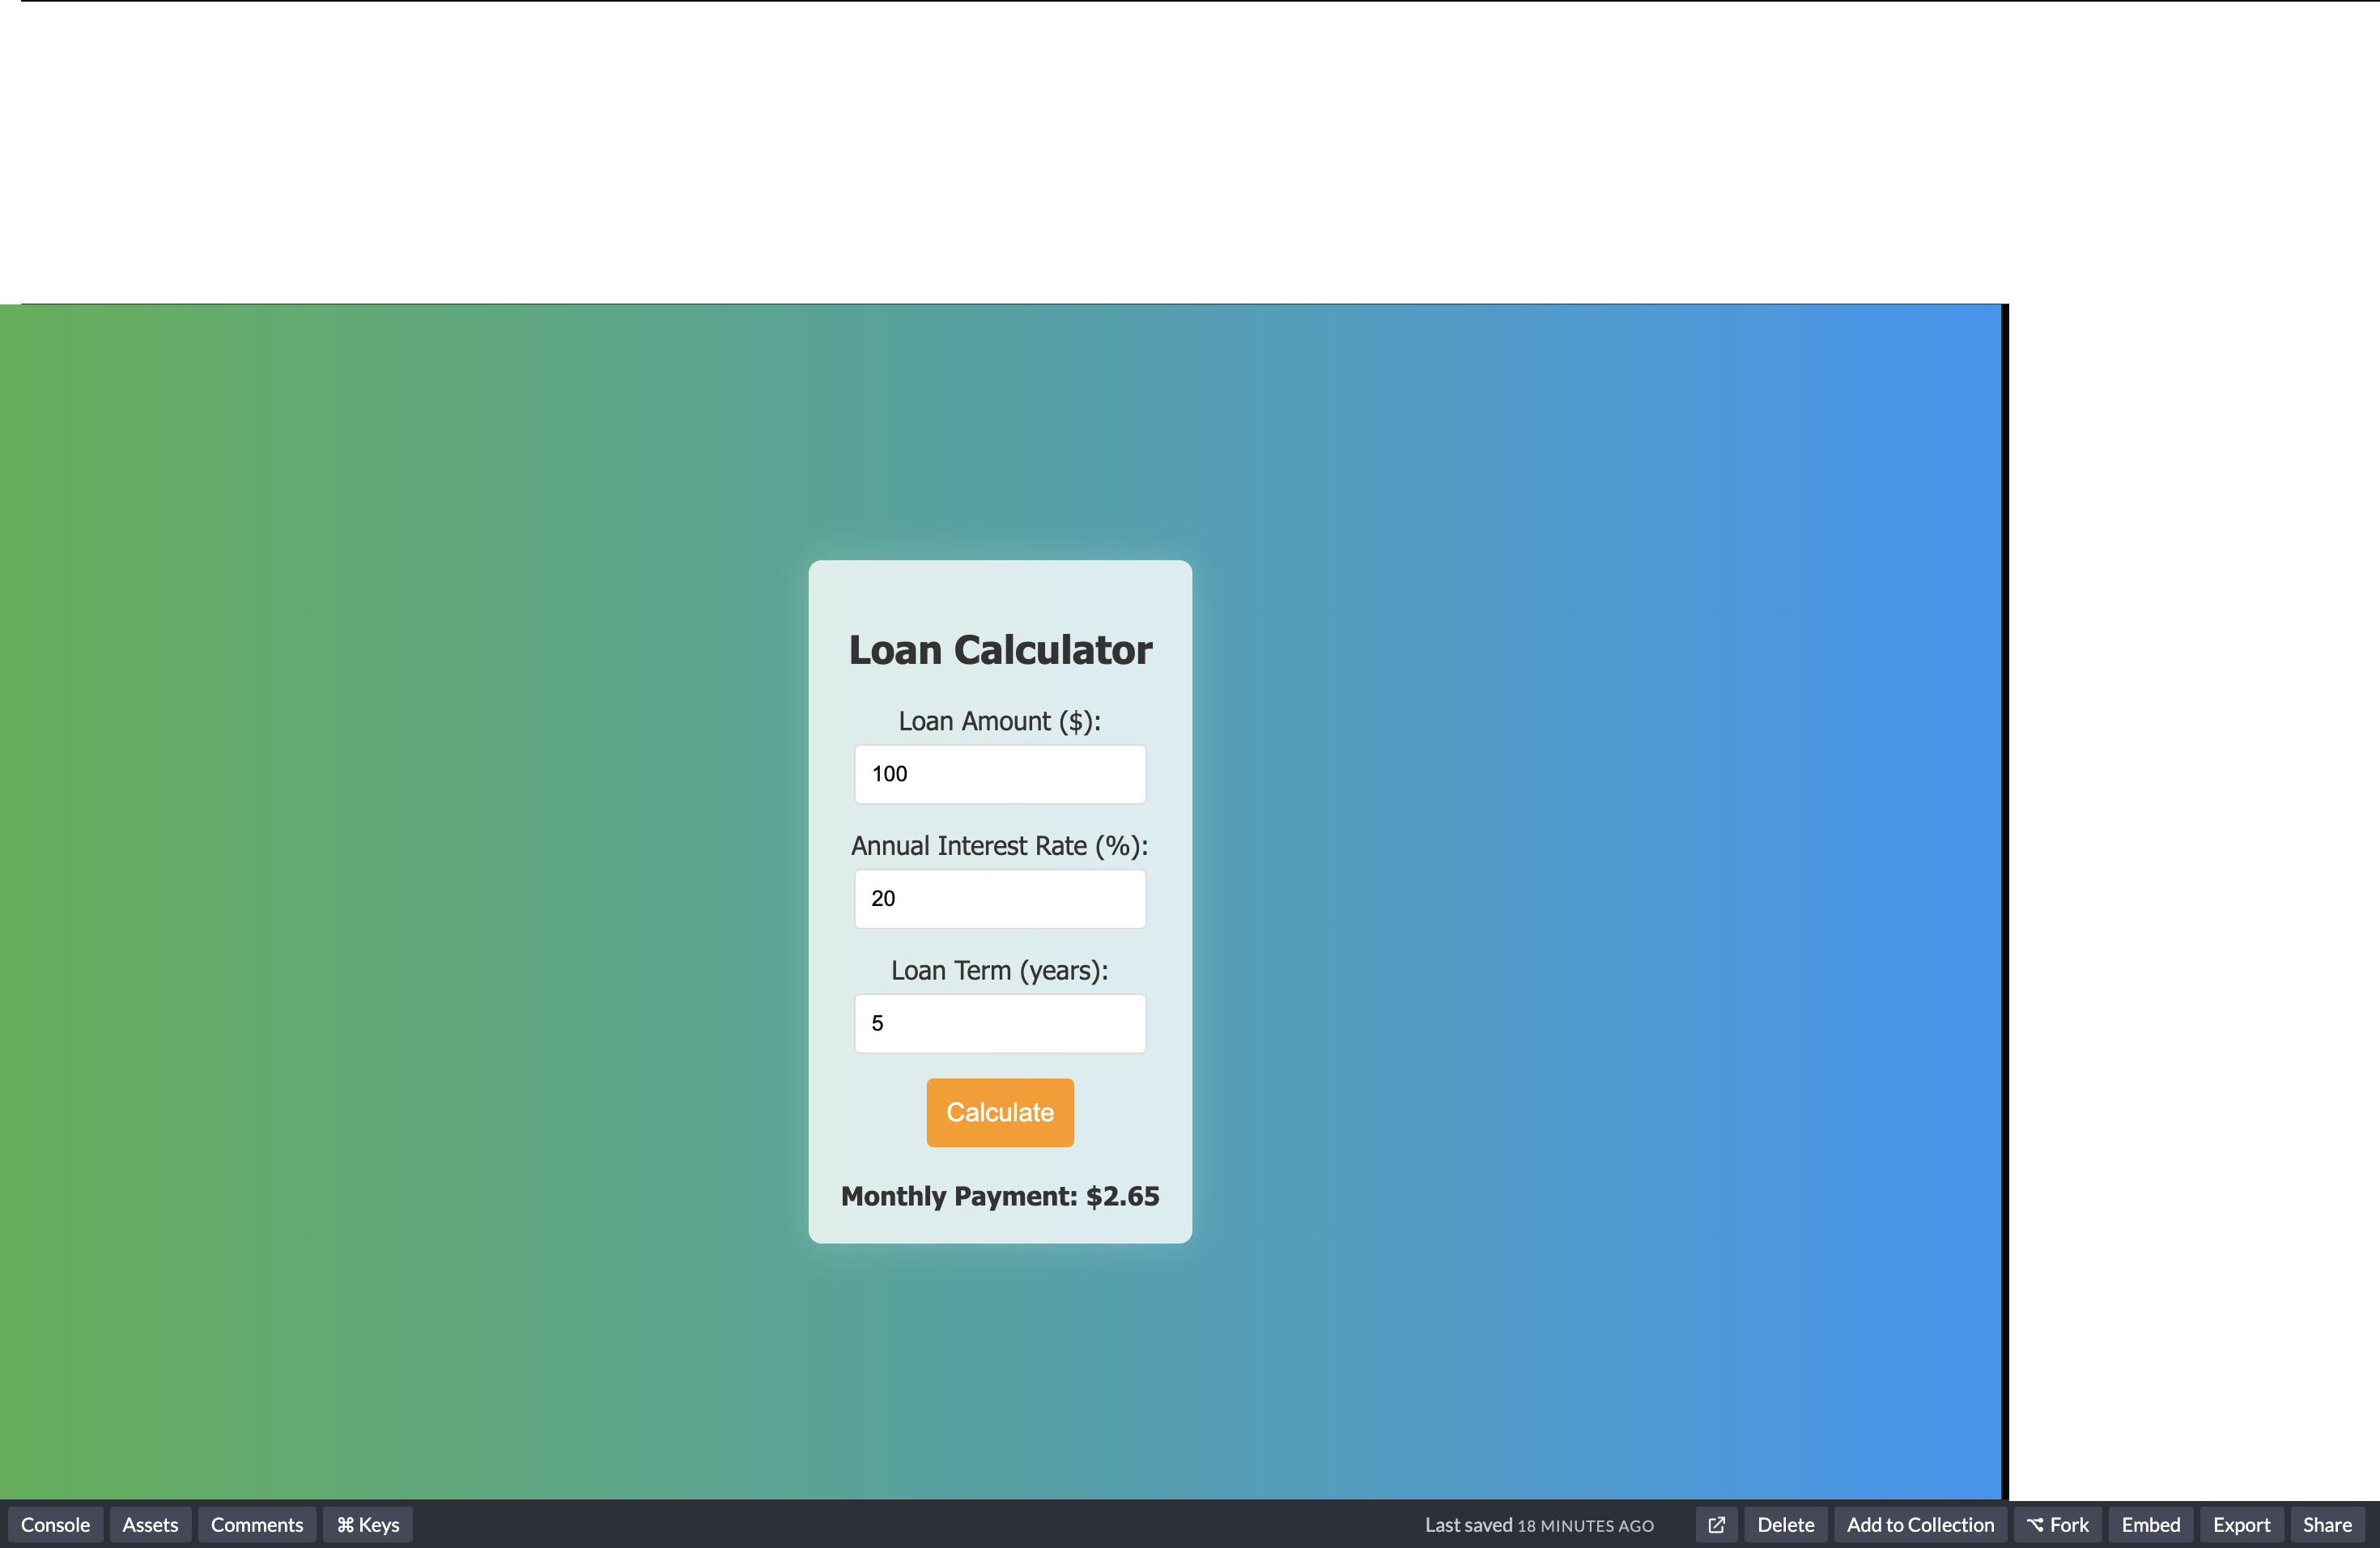 Loan Calculator
Loan Amount ($):
100
Annual Interest Rate (%):
20
Loan Term (years):
5
Calculate
Monthly Payment: $2.65
Console Assets Comments ⌘ Keys Last saved 18 MINUTES AGO Delete Add to Collection Fork Embed Export Share